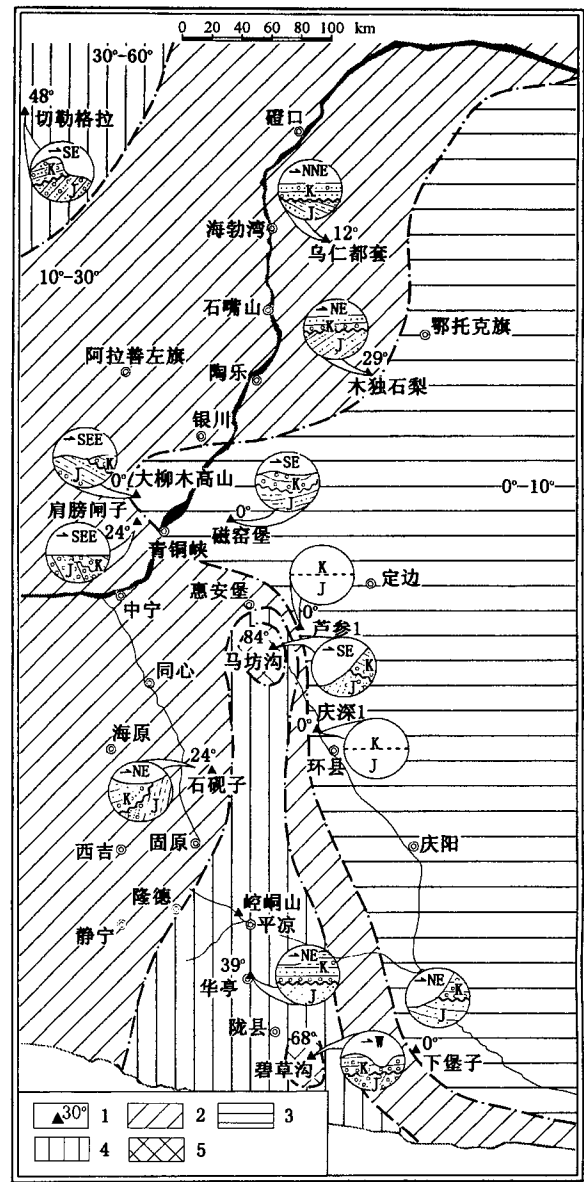 0 20 40 60 80 100 km
30°-60°
48°
切勒格拉
SE
K
J
磴口
NNE
K
J
海勃湾
12°
乌仁都套
10°-30°
石嘴山
NE
K
J
鄂托克旗
阿拉善左旗
陶乐
29°
木独石梨
银川
SEE
K
J
0°
大柳木高山
SE
K
J
0°-10°
肩膀闸子
24°
0°
磁窑堡
SEE
J
K
青铜峡
K
J
定边
惠安堡
中宁
0°
芦参1
84°
马坊沟
SE
K
J
同心
庆深1
0°
K
J
海原
环县
24°
NE
石砚子
K
J
西吉
固原
庆阳
崆峒山
隆德
平凉
静宁
NE
K
J
39°
华亭
NE
K
J
陇县
68°
W
0°
碧草沟
K
J
下堡子
30° 1
2
3
4
5